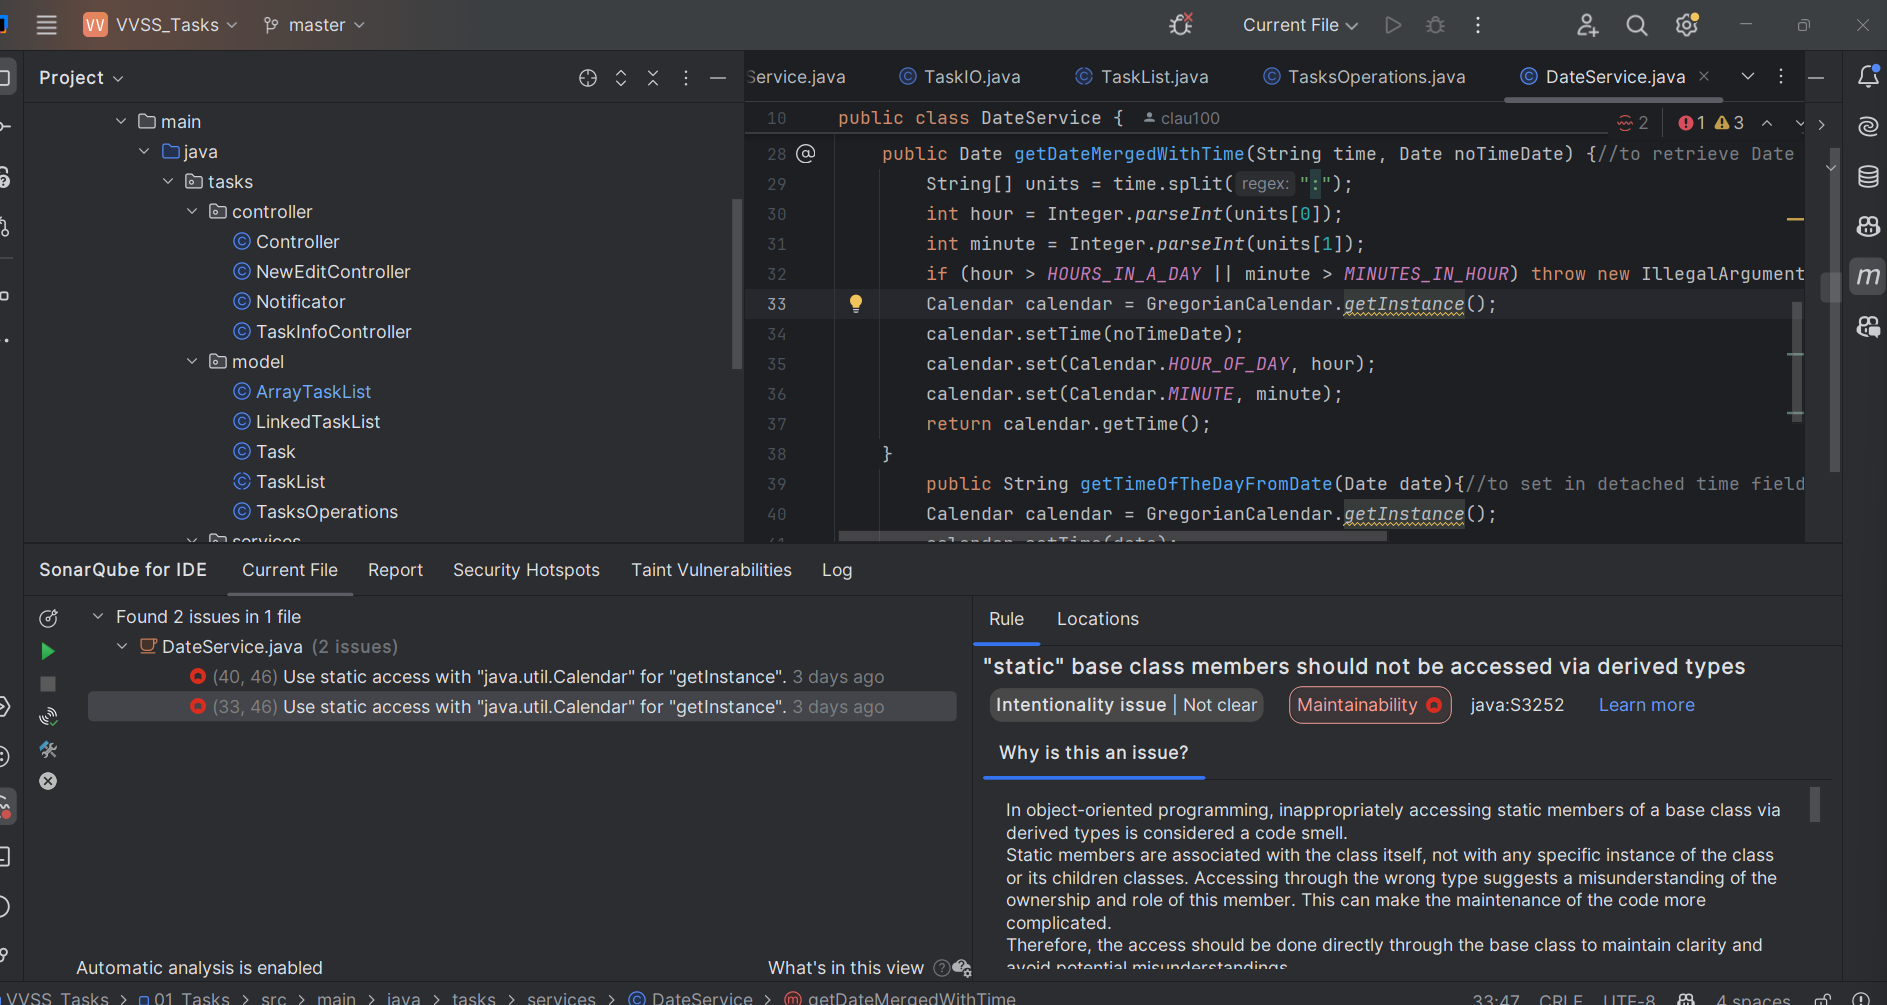 VV VVSS_Tasks master Current File
Project
Service.java TaskIO.java TaskList.java TasksOperations.java DateService.java
main
java
tasks
controller
Controller
NewEditController
Notificator
TaskInfoController
model
ArrayTaskList
LinkedTaskList
Task
TaskList
TasksOperations
services
10 public class DateService { clau100
2 1 3
28 @ public Date getDateMergedWithTime(String time, Date noTimeDate) {//to retrieve Date
29 String[] units = time.split( regex: ":");
30 int hour = Integer.parseInt(units[0]);
31 int minute = Integer.parseInt(units[1]);
32 if (hour > HOURS_IN_A_DAY || minute > MINUTES_IN_HOUR) throw new IllegalArgument
33 Calendar calendar = GregorianCalendar.getInstance();
34 calendar.setTime(noTimeDate);
35 calendar.set(Calendar.HOUR_OF_DAY, hour);
36 calendar.set(Calendar.MINUTE, minute);
37 return calendar.getTime();
38 }
39 public String getTimeOfTheDayFromDate(Date date){//to set in detached time field
40 Calendar calendar = GregorianCalendar.getInstance();
41 calendar.setTime(date);
SonarQube for IDE Current File Report Security Hotspots Taint Vulnerabilities Log
Found 2 issues in 1 file
DateService.java (2 issues)
(40, 46) Use static access with "java.util.Calendar" for "getInstance". 3 days ago
(33, 46) Use static access with "java.util.Calendar" for "getInstance". 3 days ago
Automatic analysis is enabled What's in this view
Rule Locations
"static" base class members should not be accessed via derived types
Intentionality issue | Not clear Maintainability java:S3252 Learn more
Why is this an issue?
In object-oriented programming, inappropriately accessing static members of a base class via
derived types is considered a code smell.
Static members are associated with the class itself, not with any specific instance of the class
or its children classes. Accessing through the wrong type suggests a misunderstanding of the
ownership and role of this member. This can make the maintenance of the code more
complicated.
Therefore, the access should be done directly through the base class to maintain clarity and
avoid potential misunderstandings.
VVSS_Tasks > 01_Tasks > src > main > java > tasks > services > DateService > getDateMergedWithTime 33:47 CRLF UTF-8 4 spaces